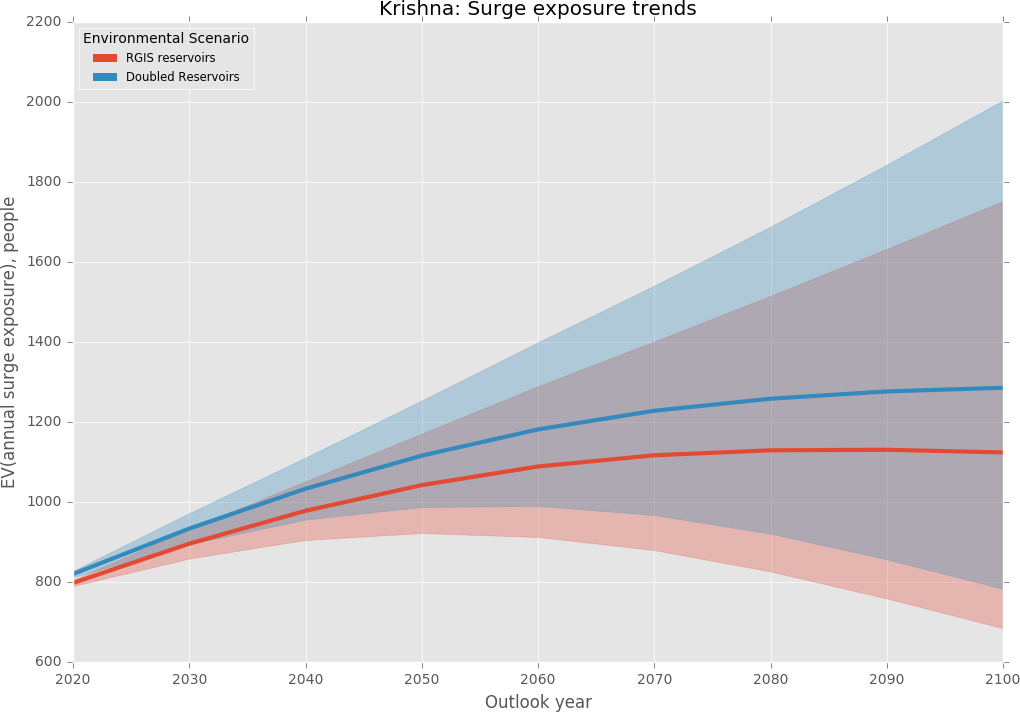 Krishna: Surge exposure trends
2200
2000
1800
1600
1400
1200
1000
800
600
EV(annual surge exposure), people
Environmental Scenario
RGIS reservoirs
Doubled Reservoirs
2020 2030 2040 2050 2060 2070 2080 2090 2100
Outlook year